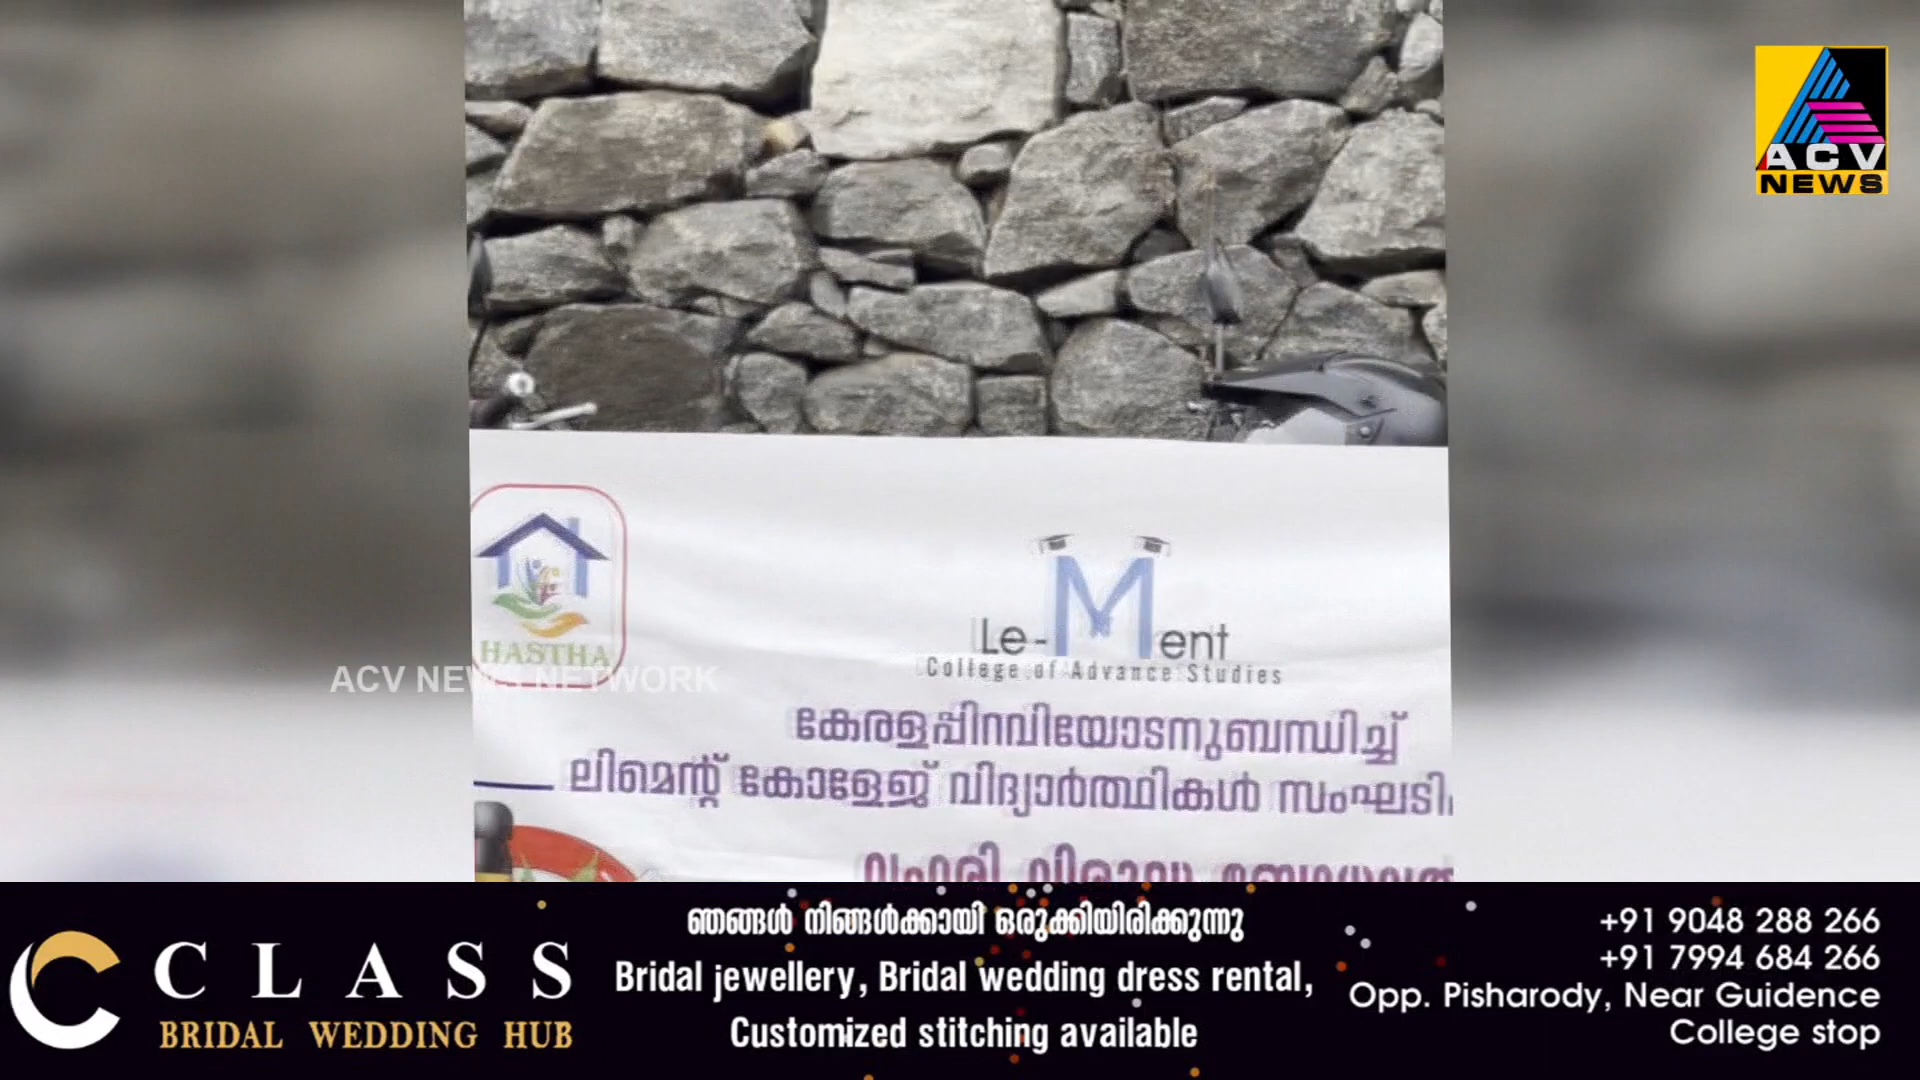 ACV
NEWS
HASTHA
ACV NEWS NETWORK
Le-Ment
College of Advance Studies
കേരളപ്പിറവിയോടനുബന്ധിച്ച്
ലിമെന്റ് കോളേജ് വിദ്യാർത്ഥികൾ സംഘടി
ലഹരി വിരുദ്ധ
CLASS
BRIDAL WEDDING HUB
ഞങ്ങൾ നിങ്ങൾക്കായി ഒരുക്കിയിരിക്കുന്നു
Bridal jewellery, Bridal wedding dress rental,
Customized stitching available
+91 9048 288 266
+91 7994 684 266
Opp. Pisharody, Near Guidence
College stop